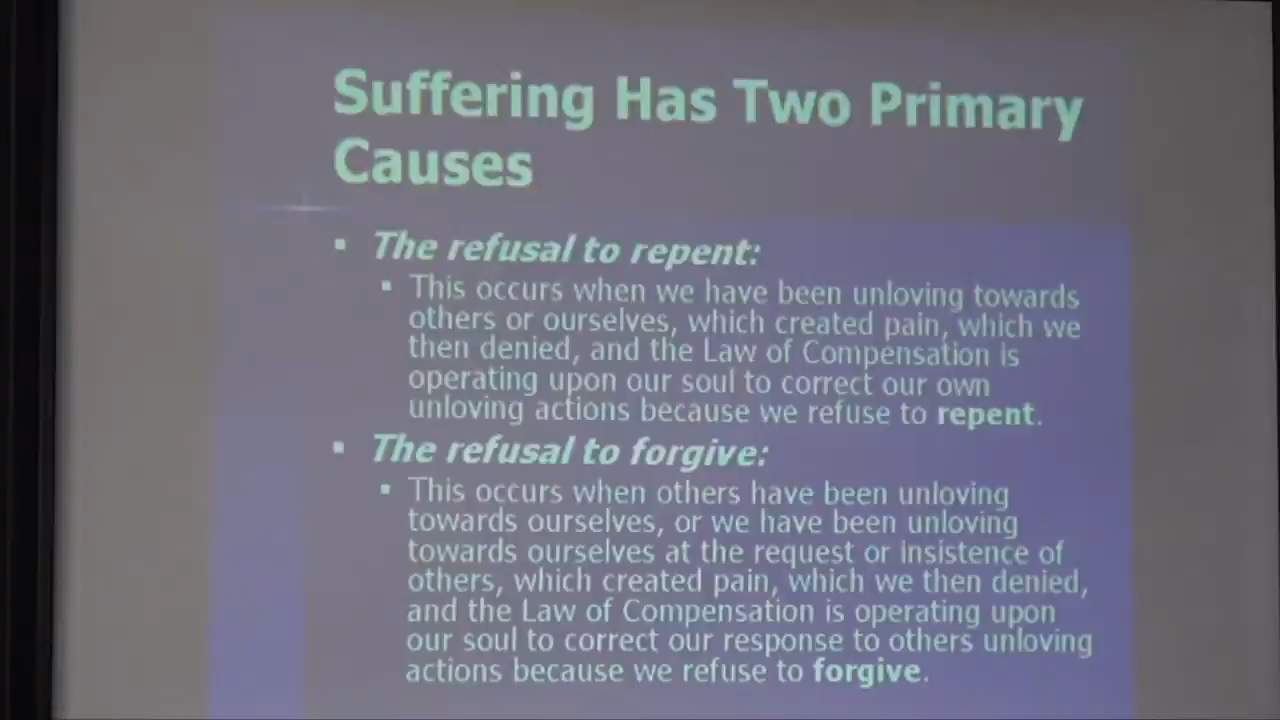 Suffering Has Two Primary
Causes
▪ The refusal to repent:
▪ This occurs when we have been unloving towards
others or ourselves, which created pain, which we
then denied, and the Law of Compensation is
operating upon our soul to correct our own
unloving actions because we refuse to repent.
▪ The refusal to forgive:
▪ This occurs when others have been unloving
towards ourselves, or we have been unloving
towards ourselves at the request or insistence of
others, which created pain, which we then denied,
and the Law of Compensation is operating upon
our soul to correct our response to others unloving
actions because we refuse to forgive.